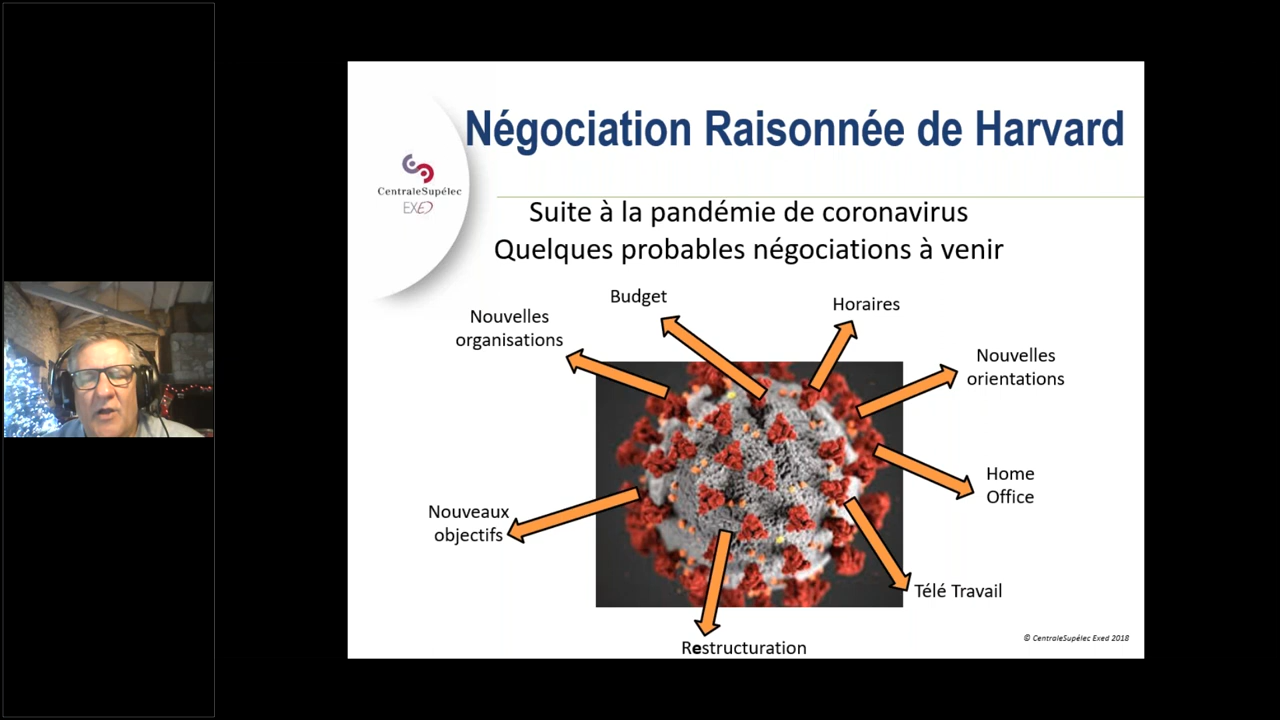 Négociation Raisonnée de Harvard
CentraleSupélec
EXED
Suite à la pandémie de coronavirus
Quelques probables négociations à venir
Budget
Horaires
Nouvelles
organisations
Nouvelles
orientations
Home
Office
Nouveaux
objectifs
Télé Travail
Restructuration
© CentraleSupélec Exed 2018